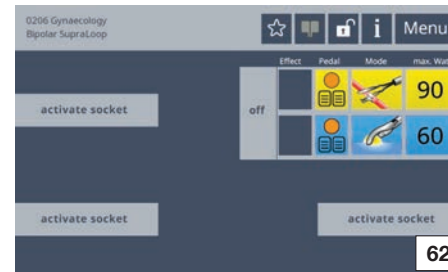 0206 Gynaecology
Bipolar SupraLoop
i
Menu
Effect Pedal Mode max. Wat
off
90
60
activate socket
activate socket
activate socket
62